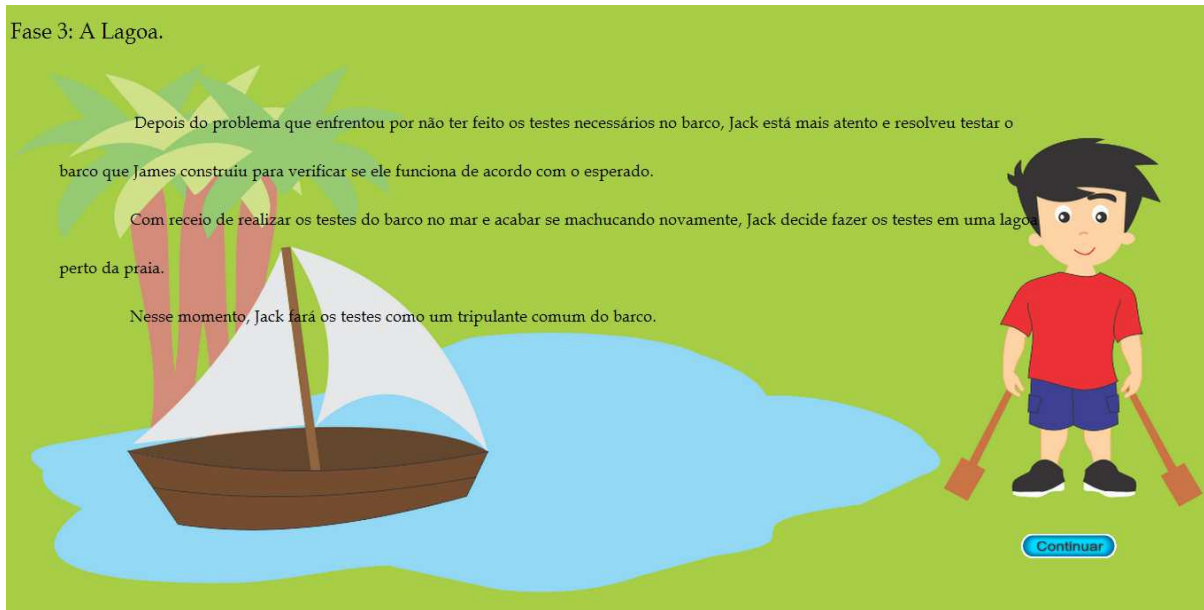 Fase 3: A Lagoa.
Depois do problema que enfrentou por não ter feito os testes necessários no barco, Jack está mais atento e resolveu testar o
barco que James construiu para verificar se ele funciona de acordo com o esperado.
Com receio de realizar os testes do barco no mar e acabar se machucando novamente, Jack decide fazer os testes em uma lagoa
perto da praia.
Nesse momento, Jack fará os testes como um tripulante comum do barco.
Continuar